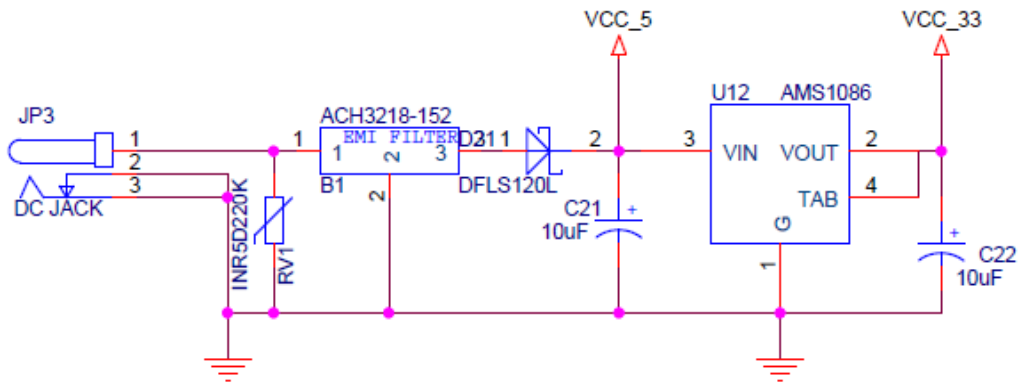 VCC_5
VCC_33
JP3
1
2
3
DC JACK
INR5D220K
RV1
1
ACH3218-152
EMI FILTER
1
2
3
B1
2
3
1
2
DFLS120L
C21
+
10uF
U12
AMS1086
3
VIN
VOUT
2
TAB
4
G
1
+
C22
10uF